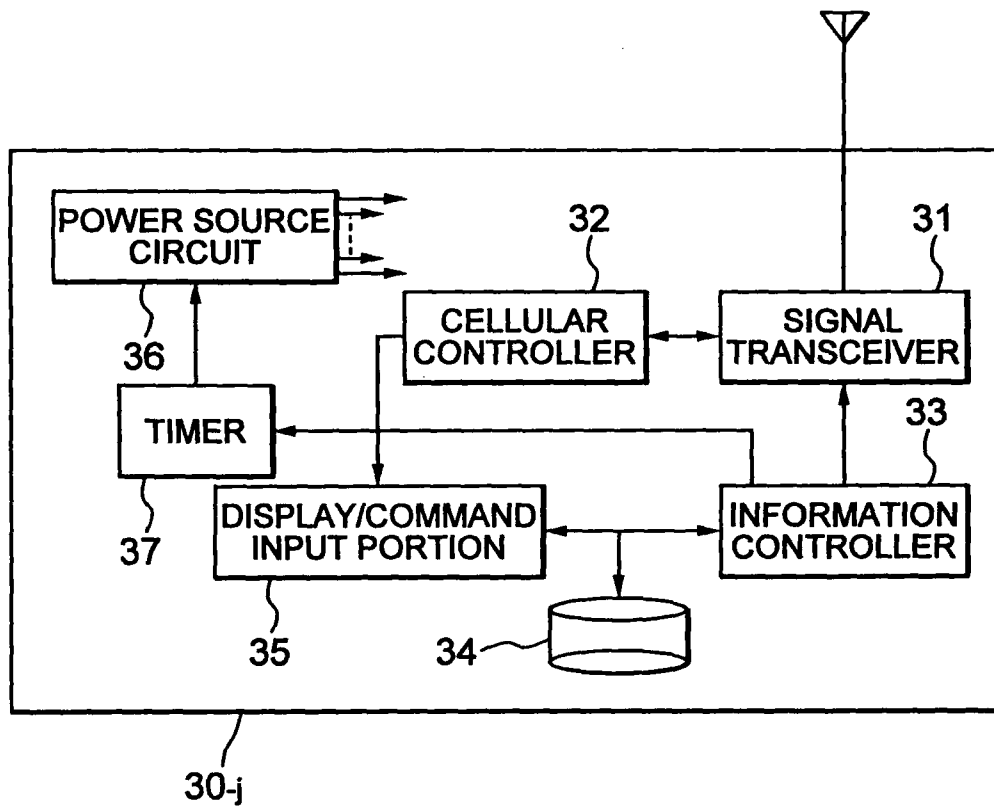 POWER SOURCE
CIRCUIT
36
32
31
CELLULAR
CONTROLLER
SIGNAL
TRANSCEIVER
TIMER
37
33
DISPLAY/COMMAND
INPUT PORTION
35
INFORMATION
CONTROLLER
34
30-j